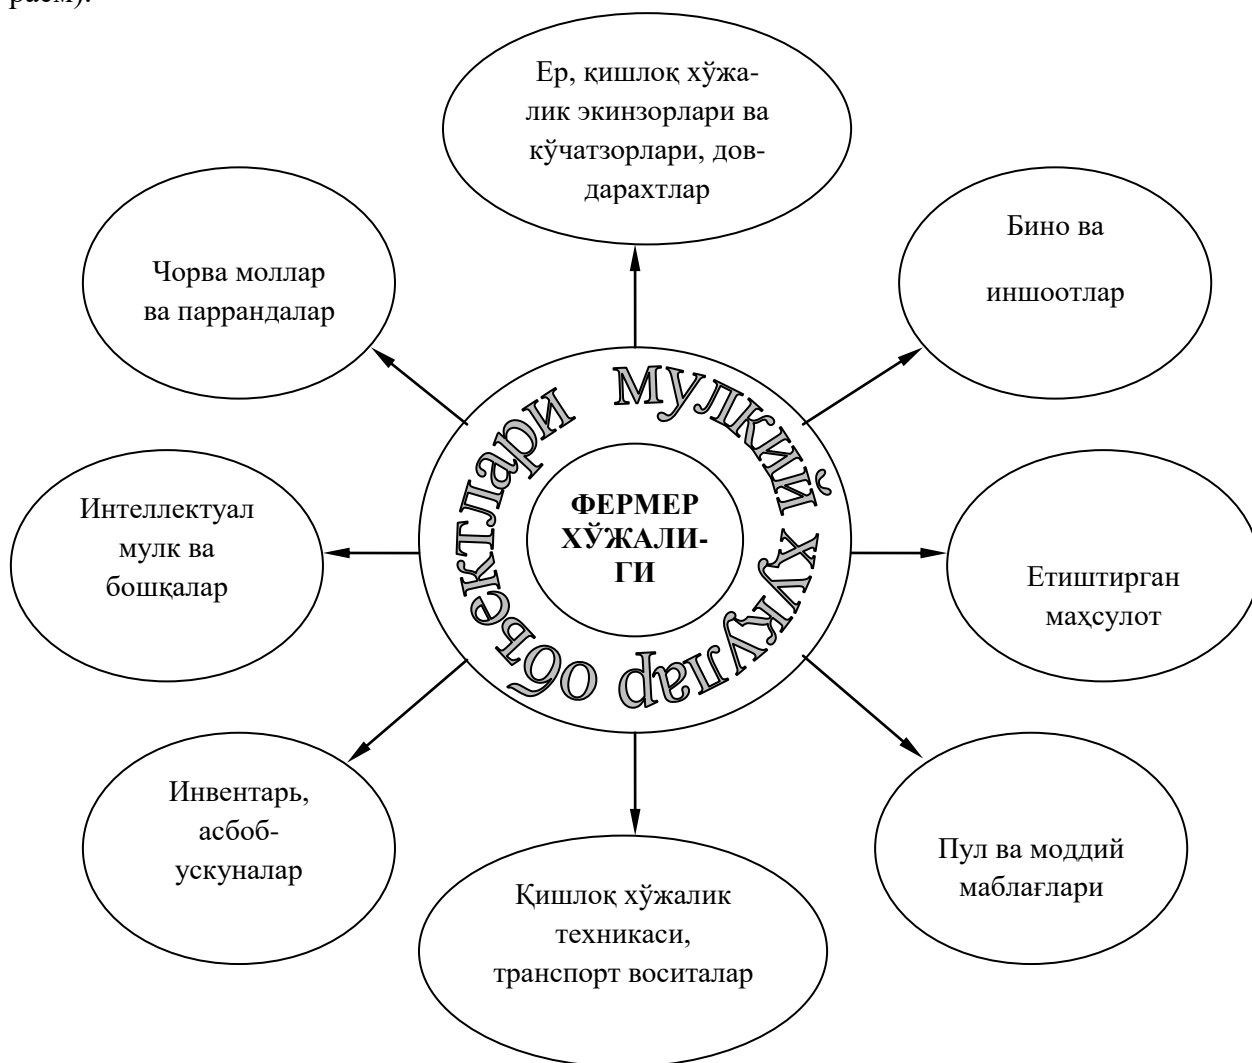 расм).
Ер, қишлоқ хўжа-
лик экинзорлари ва
кўчатзорлари, дов-
дарахтлар
Бино ва
иншоотлар
Чорва моллар
ва паррандалар
мулкий ҳуқулар объектлари
ФЕРМЕР
ХЎЖАЛИ-
ГИ
Интеллектуал
мулк ва
бошқалар
Етиштирган
маҳсулот
Инвентарь,
асбоб-
ускуналар
Пул ва моддий
маблағлари
Қишлоқ хўжалик
техникаси,
транспорт воситалар